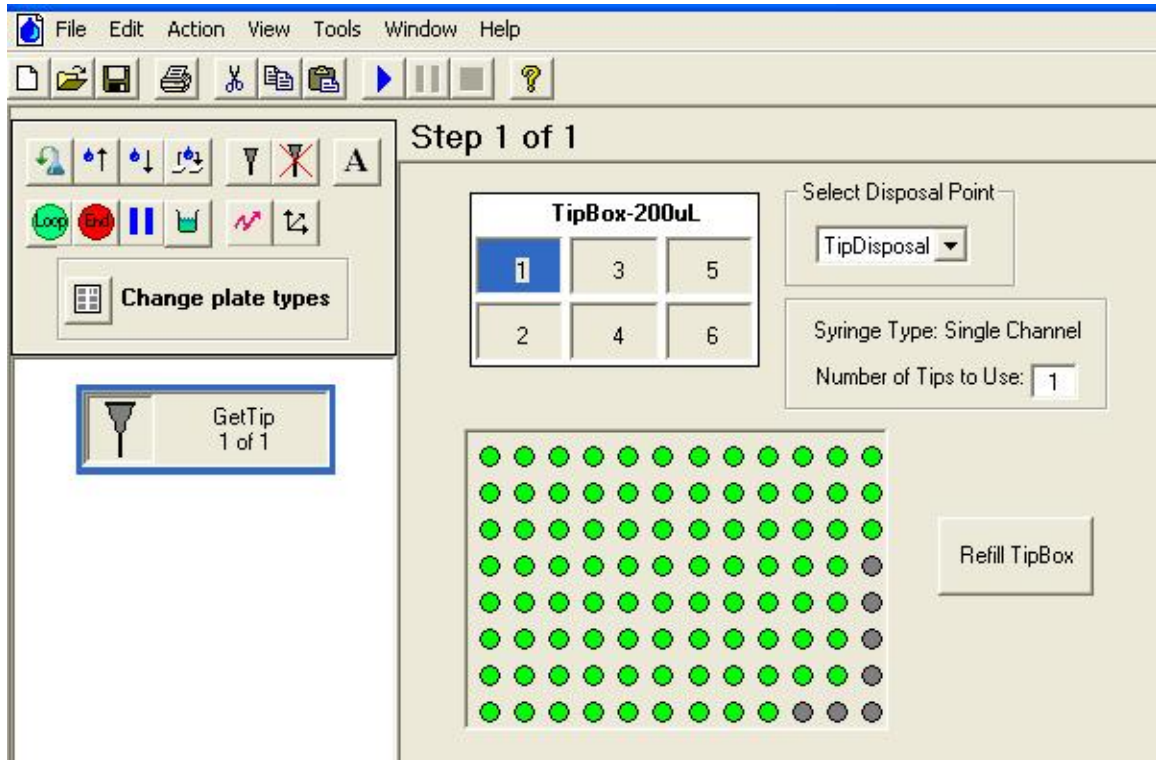 File Edit Action View Tools Window Help
Step 1 of 1
A
Loop End
Change plate types
GetTip
1 of 1
TipBox-200uL
1 3 5
2 4 6
Select Disposal Point
TipDisposal
Syringe Type: Single Channel
Number of Tips to Use: 1
Refill TipBox